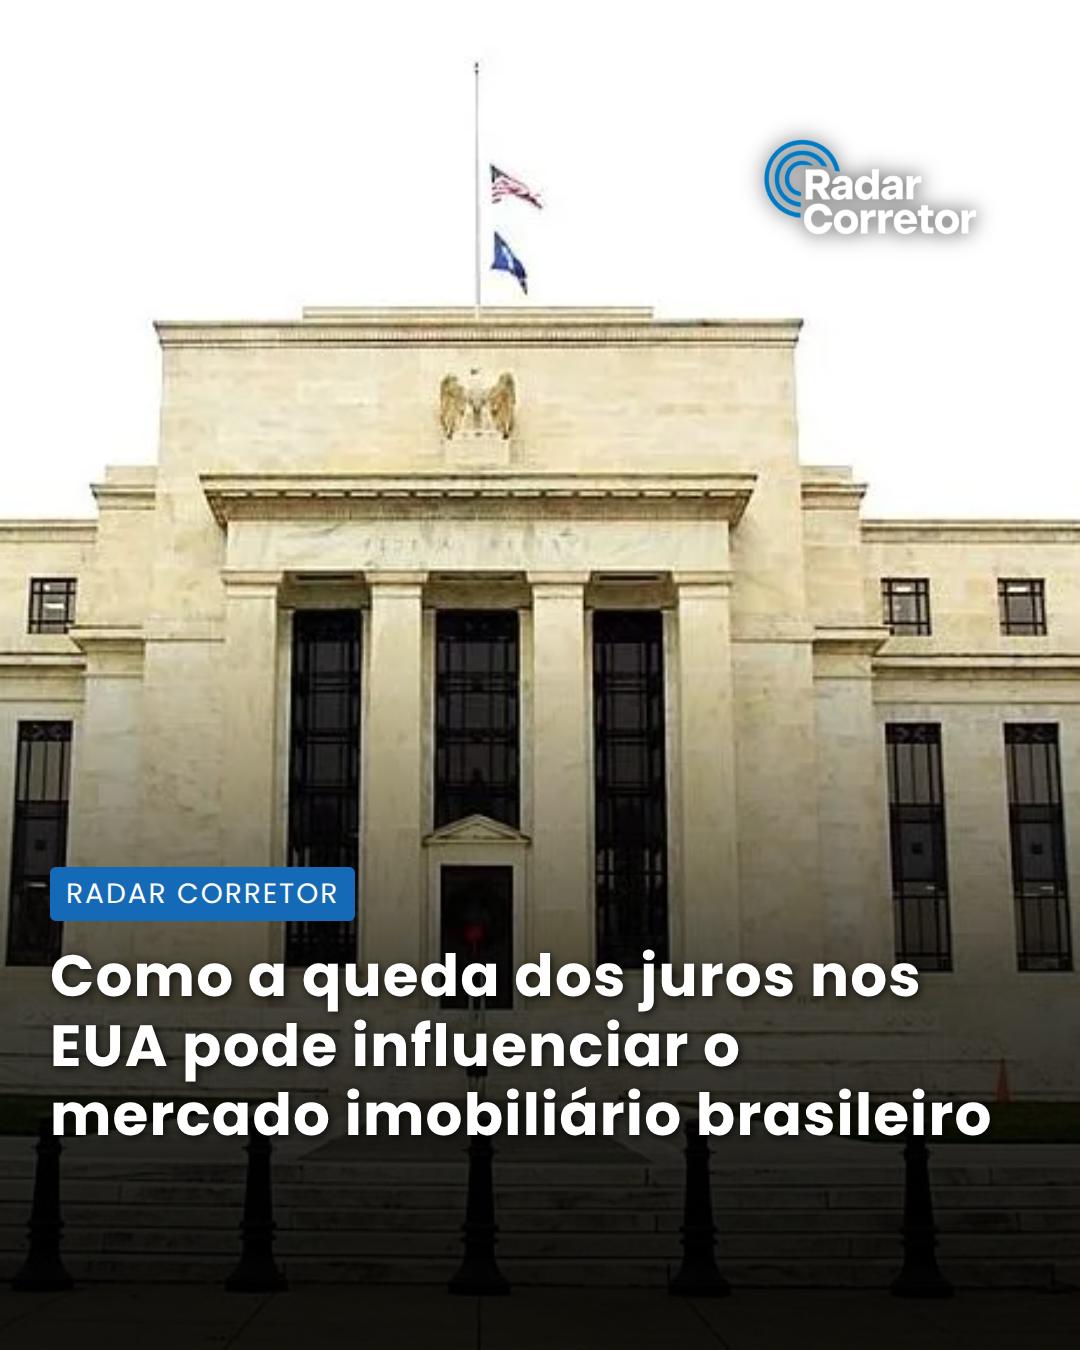 Radar
Corretor
RADAR CORRETOR
Como a queda dos juros nos
EUA pode influenciar o
mercado imobiliário brasileiro